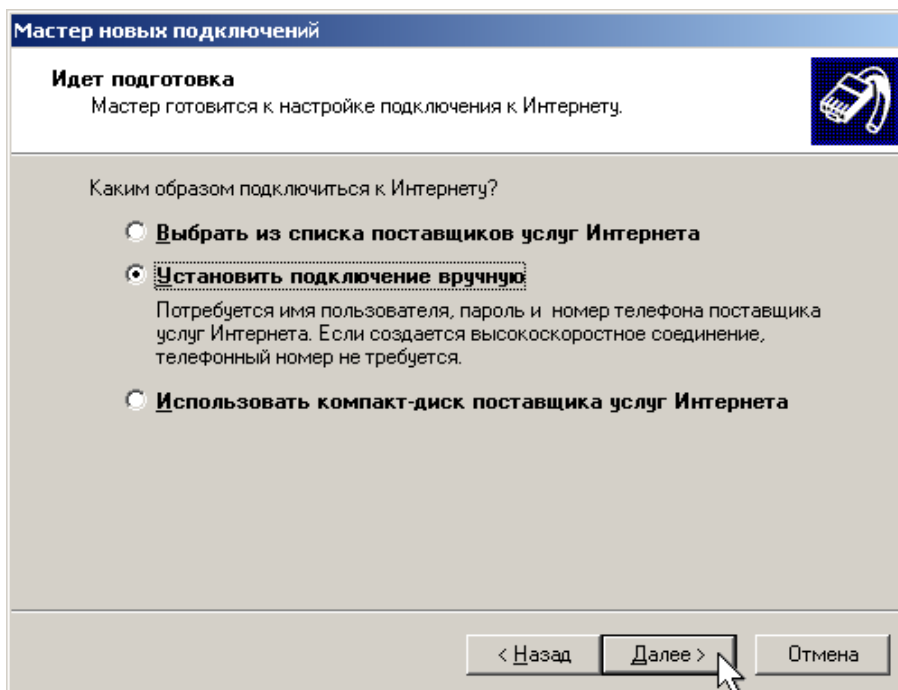 Мастер новых подключений
Идет подготовка
Мастер готовится к настройке подключения к Интернету.
Каким образом подключиться к Интернету?
Выбрать из списка поставщиков услуг Интернета
Установить подключение вручную
Потребуется имя пользователя, пароль и номер телефона поставщика
услуг Интернета. Если создается высокоскоростное соединение,
телефонный номер не требуется.
Использовать компакт-диск поставщика услуг Интернета
< Назад Далее > Отмена